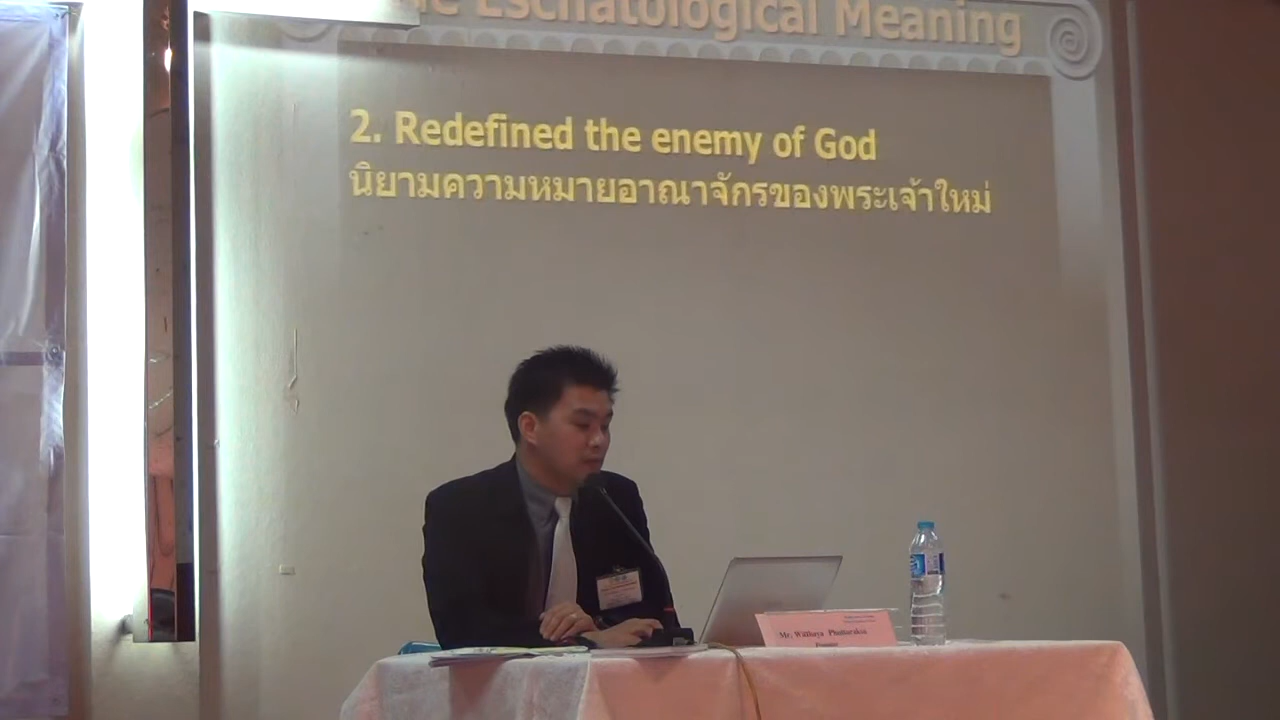 Eschatological Meaning
2. Redefined the enemy of God
นิยามความหมายอาณาจักรของพระเจ้าใหม่
Mr. Witthaya